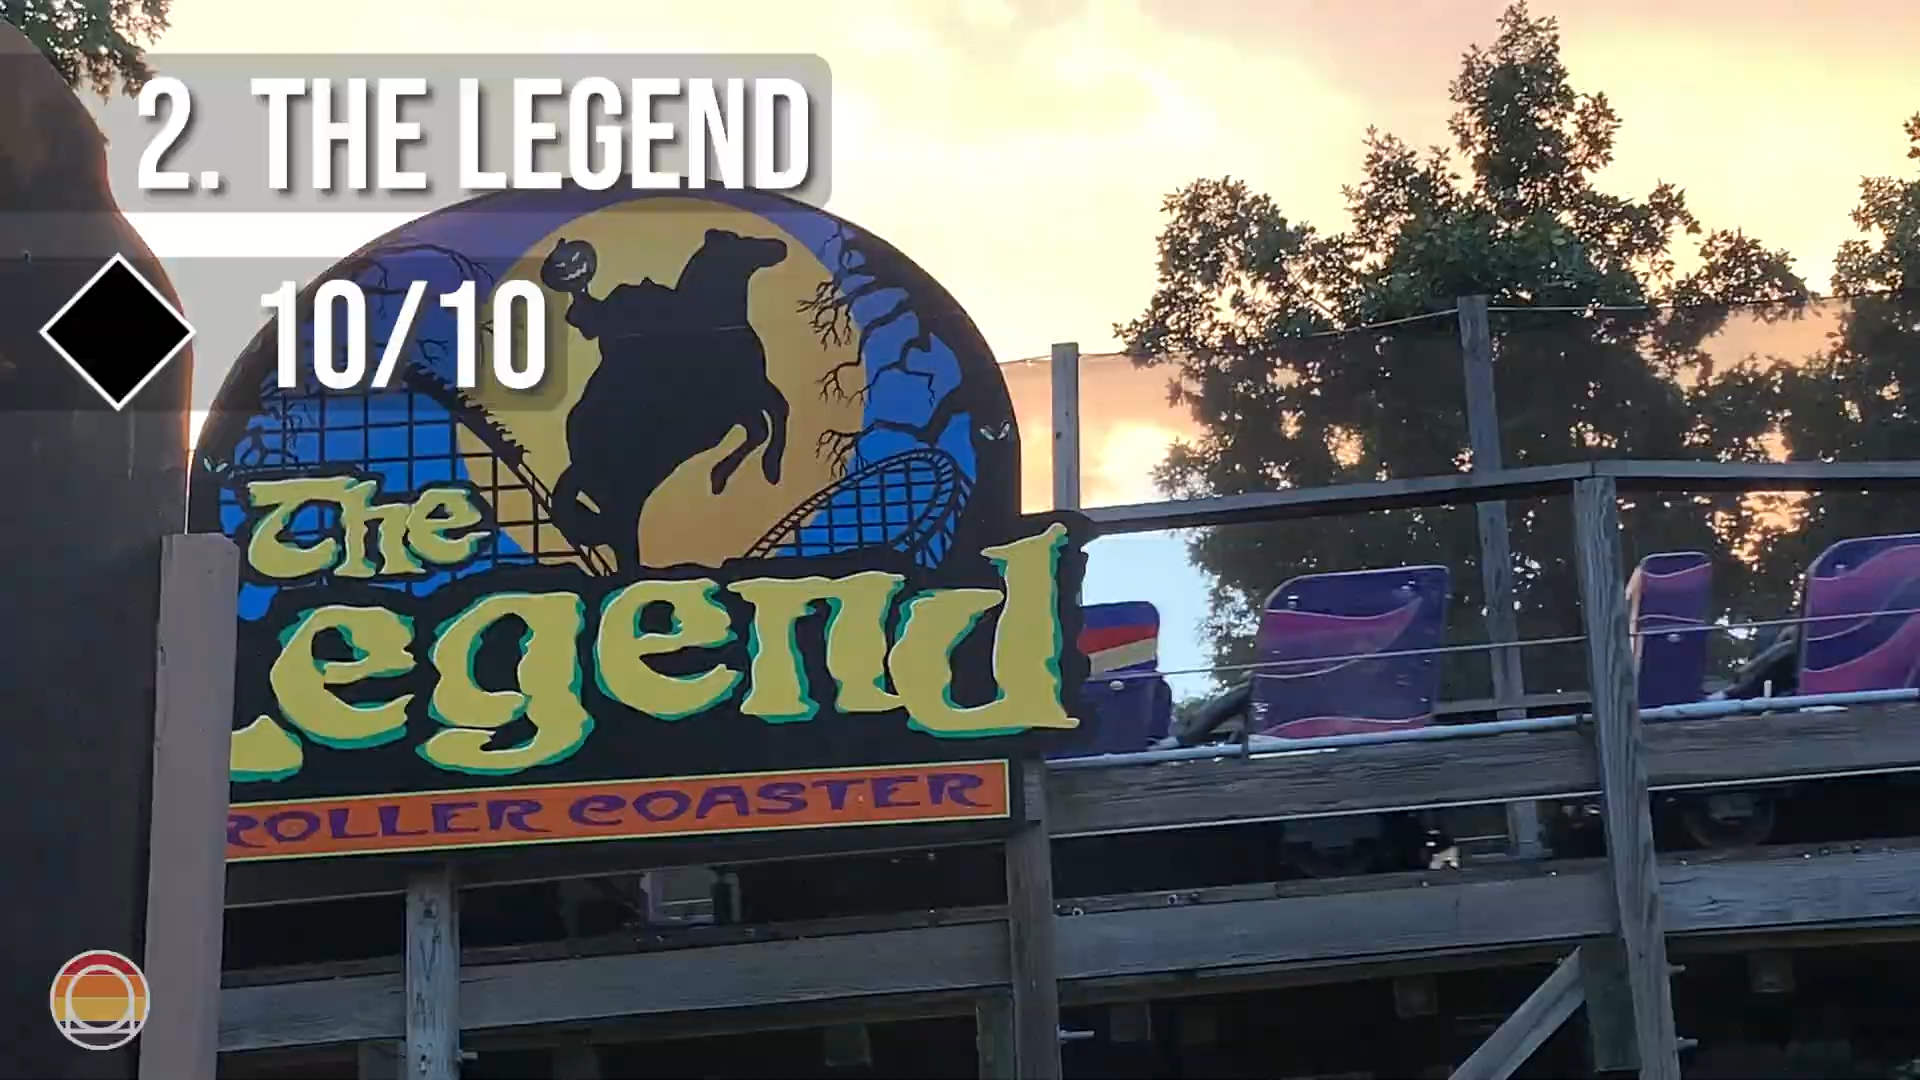 2. THE LEGEND
10/10
The
Legend
ROLLER COASTER